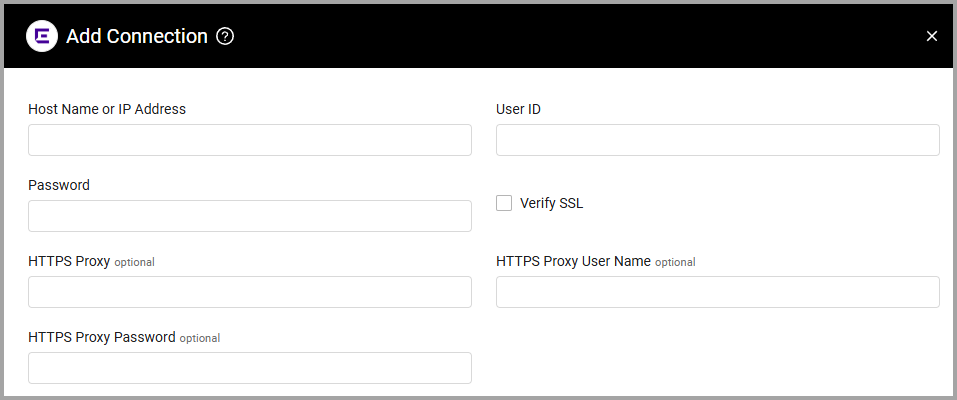 Add Connection ?
Host Name or IP Address
User ID
Password
Verify SSL
HTTPS Proxy optional
HTTPS Proxy User Name optional
HTTPS Proxy Password optional